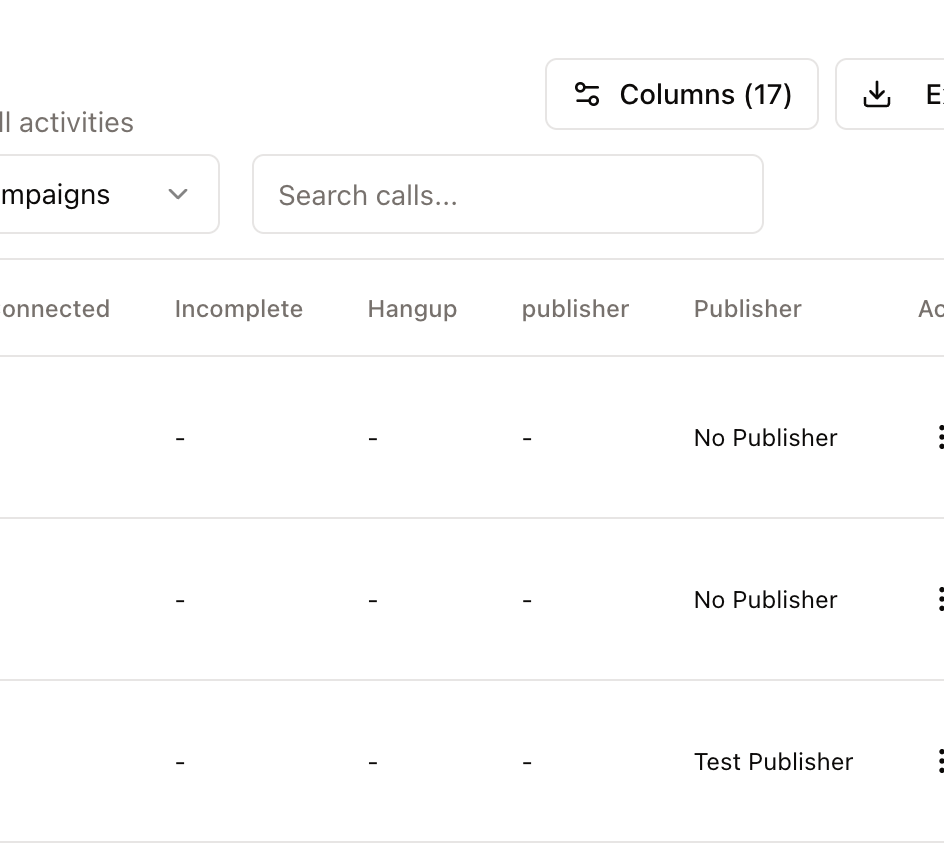 Columns (17)
ll activities
mpaigns
Search calls...
onnected Incomplete Hangup publisher Publisher Ac
- - - No Publisher
- - - No Publisher
- - - Test Publisher